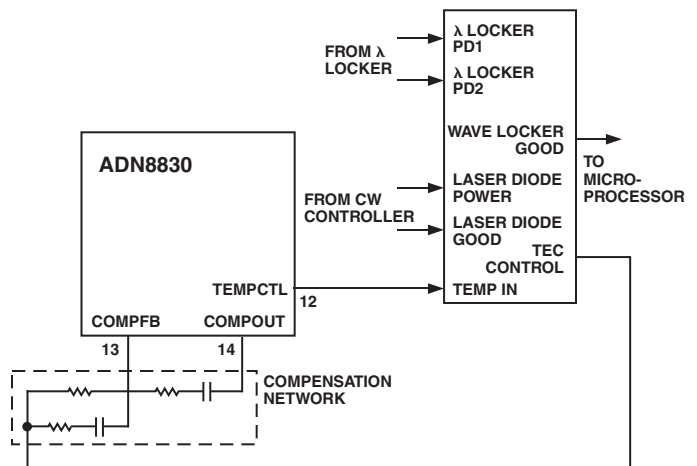 λ LOCKER
PD1
FROM λ
LOCKER
λ LOCKER
PD2
WAVE LOCKER
GOOD
TO
MICRO-
PROCESSOR
ADN8830
FROM CW
CONTROLLER
LASER DIODE
POWER
LASER DIODE
GOOD
TEC
CONTROL
TEMPCTL
12
TEMP IN
COMPFB
COMPOUT
13
14
COMPENSATION
NETWORK